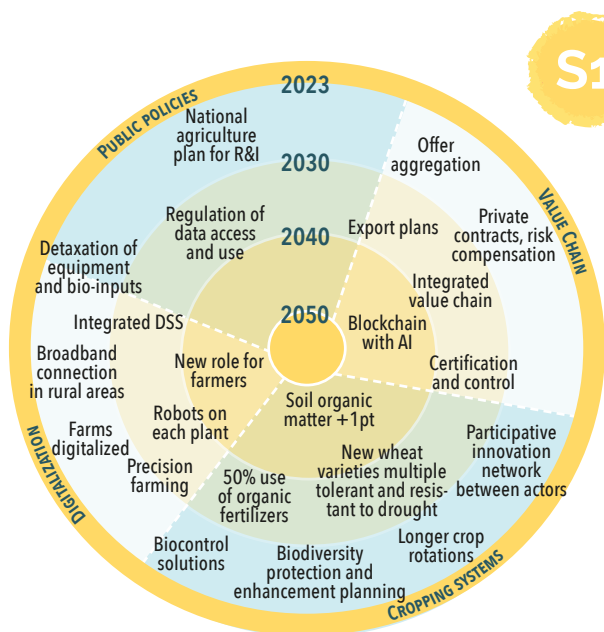 S1
PUBLIC POLICIES
2023
National
agriculture
plan for R&I
2030
Regulation of
data access
and use
2040
Detaxation of
equipment
and bio-inputs
2050
VALUE CHAIN
Offer
aggregation
Export plans
Private
contracts, risk
compensation
Integrated
value chain
Blockchain
with AI
Certification
and control
DIGITALIZATION
Integrated DSS
Broadband
connection
in rural areas
New role for
farmers
Farms
digitalized
Robots on
each plant
Precision
farming
CROPPING SYSTEMS
Soil organic
matter +1pt
50% use
of organic
fertilizers
New wheat
varieties multiple
tolerant and resis-
tant to drought
Participative
innovation
network
between actors
Biocontrol
solutions
Biodiversity
protection and
enhancement planning
Longer crop
rotations